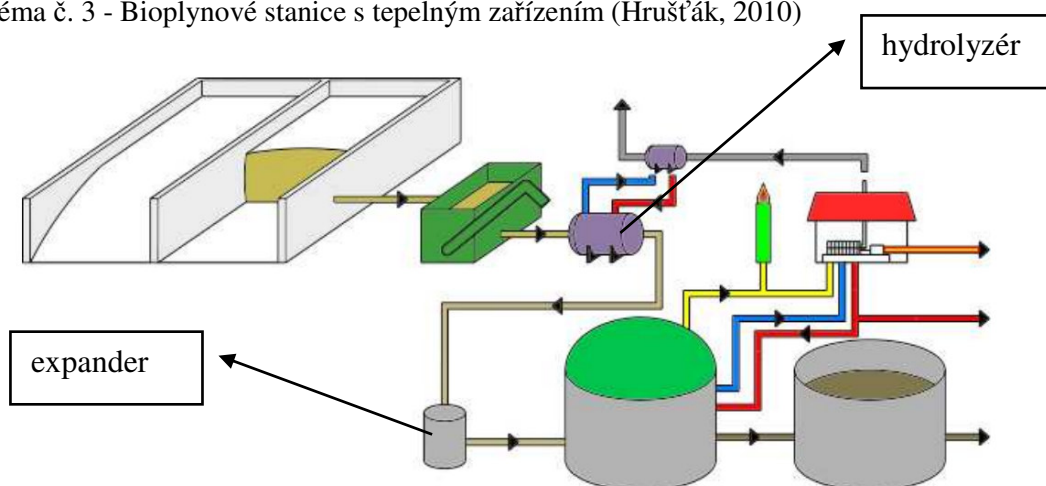 éma č. 3 - Bioplynové stanice s tepelným zařízením (Hrušťák, 2010)
hydrolyzér
expander